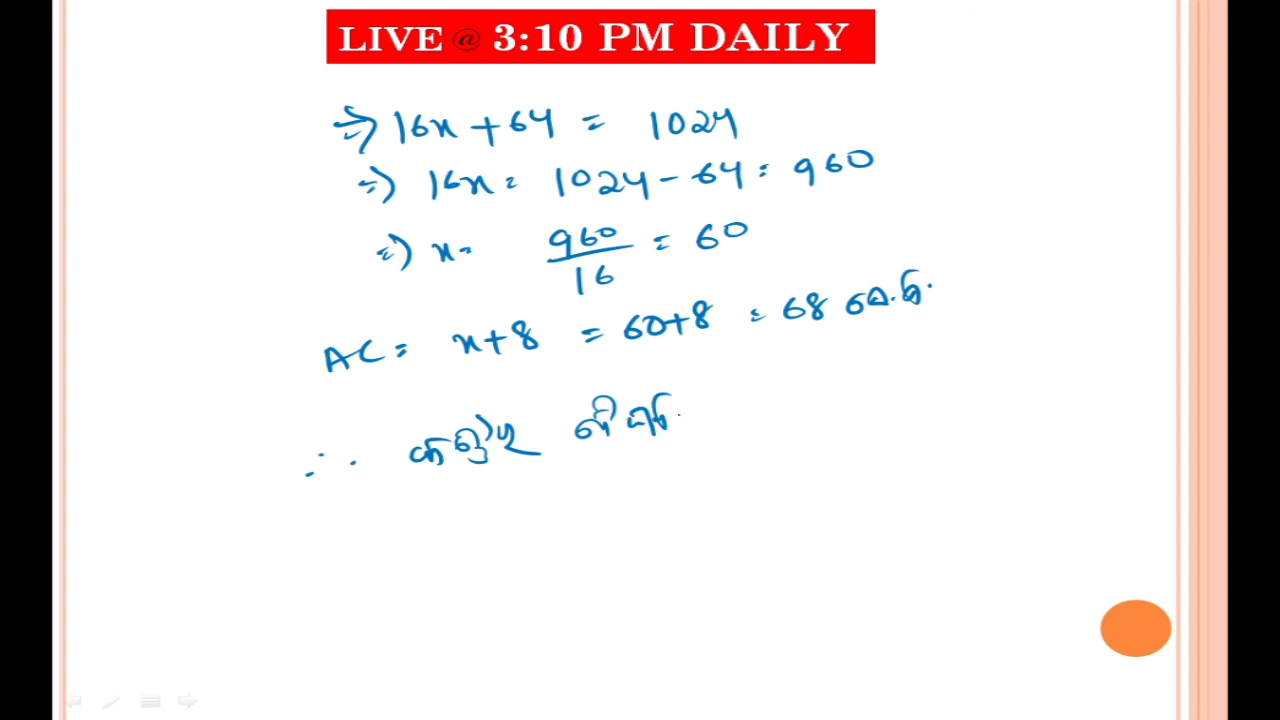 LIVE @ 3:10 PM DAILY
⇒ 16x + 64 = 1024
⇒ 16x = 1024 - 64 = 960
⇒ x = 960/16 = 60
AC = x + 8 = 60 + 8 = 68 ସେ.ମି.
∴ କର୍ଣ୍ଣର